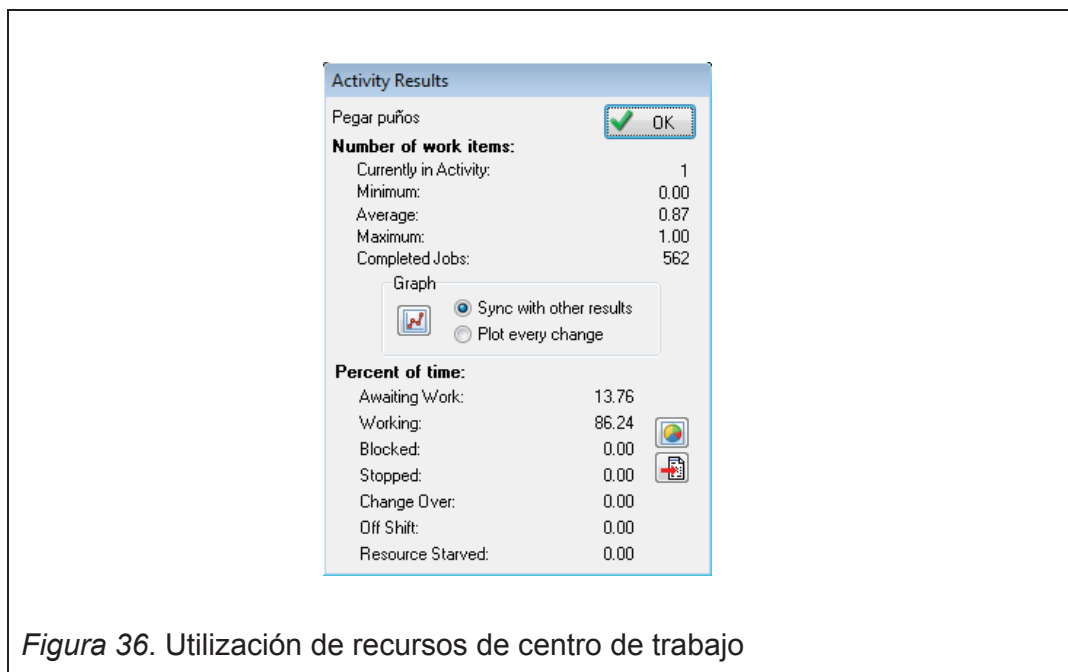 Activity Results
Pegar puños
OK
Number of work items:
Currently in Activity: 1
Minimum: 0.00
Average: 0.87
Maximum: 1.00
Completed Jobs: 562
Graph
Sync with other results
Plot every change
Percent of time:
Awaiting Work: 13.76
Working: 86.24
Blocked: 0.00
Stopped: 0.00
Change Over: 0.00
Off Shift: 0.00
Resource Starved: 0.00
Figura 36. Utilización de recursos de centro de trabajo